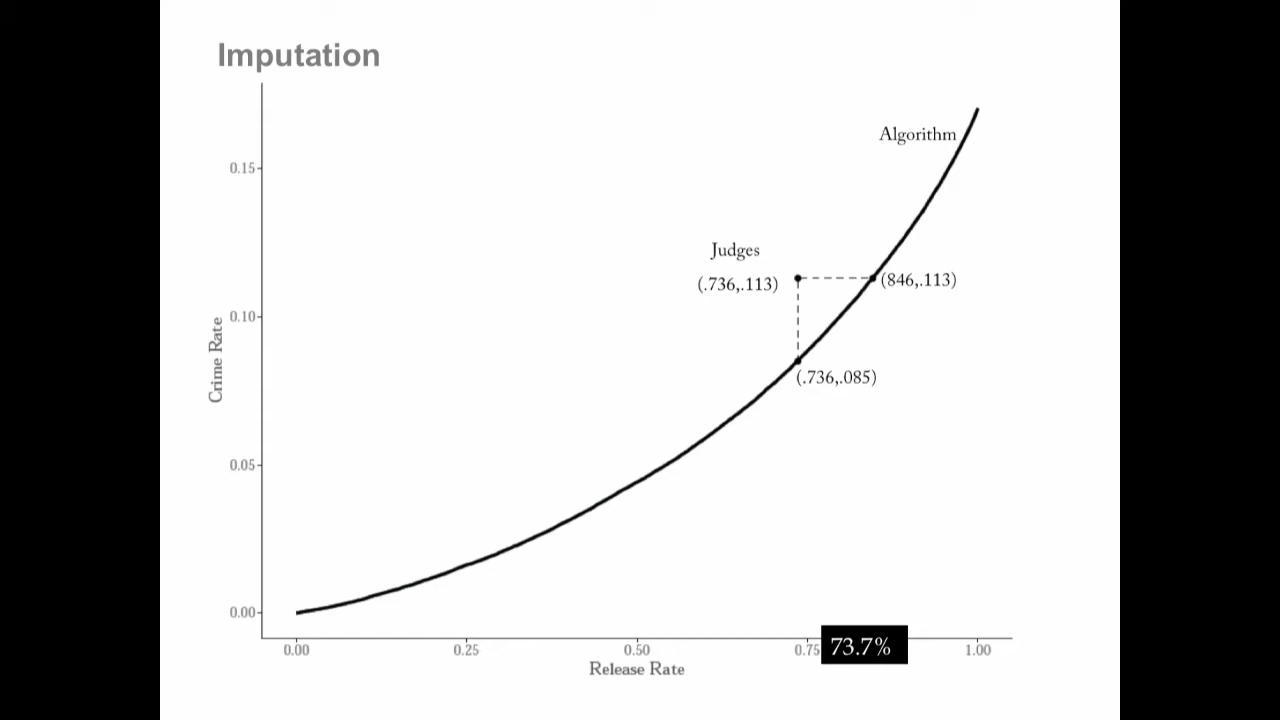 Imputation
Algorithm
0.15
Judges
(.736,.113)
(846,.113)
0.10
Crime Rate
(.736,.085)
0.05
0.00
0.00
0.25
0.50
0.75
73.7%
1.00
Release Rate